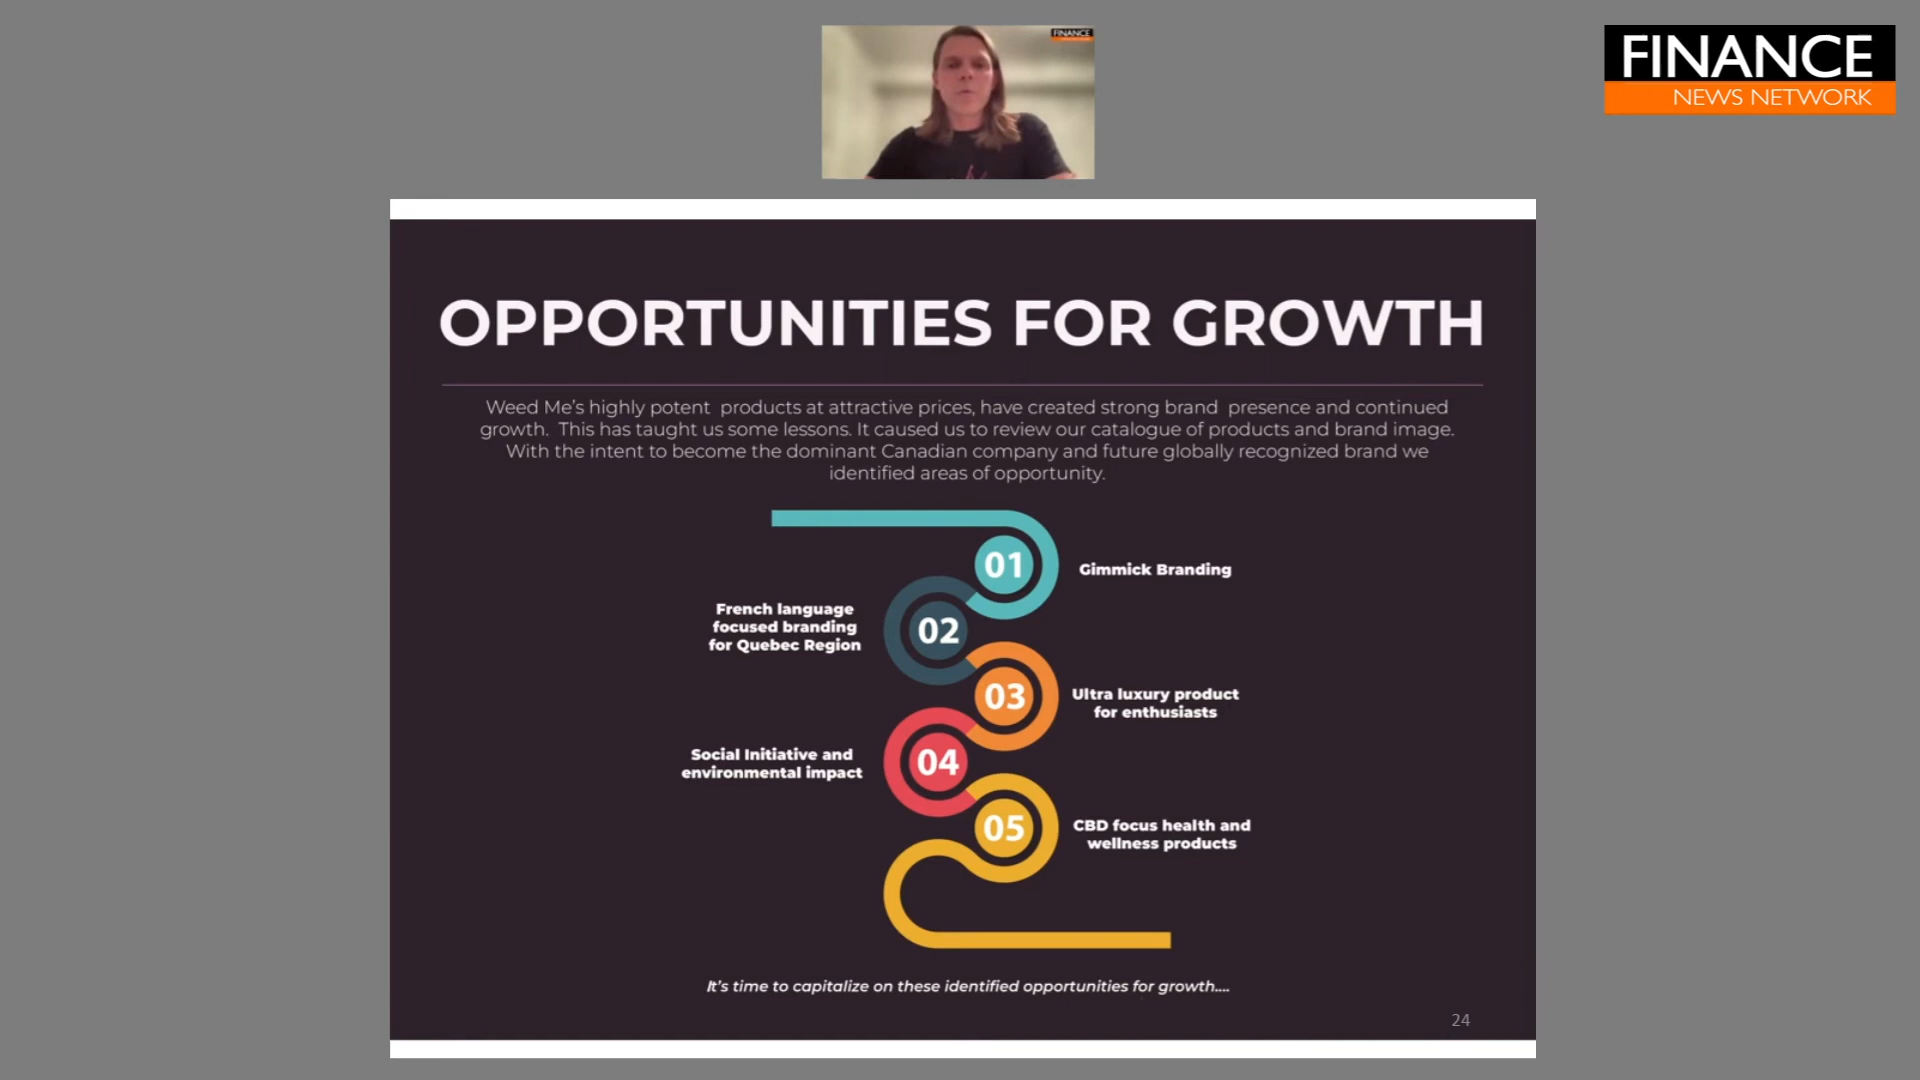 FINANCE
FINANCE
NEWS NETWORK
OPPORTUNITIES FOR GROWTH
Weed Me's highly potent products at attractive prices, have created strong brand presence and continued
growth. This has taught us some lessons. It caused us to review our catalogue of products and brand image.
With the intent to become the dominant Canadian company and future globally recognized brand we
identified areas of opportunity.
01
Gimmick Branding
French language
focused branding
for Quebec Region
02
03
Ultra luxury product
for enthusiasts
Social Initiative and
environmental impact
04
05
CBD focus health and
wellness products
It's time to capitalize on these identified opportunities for growth....
24